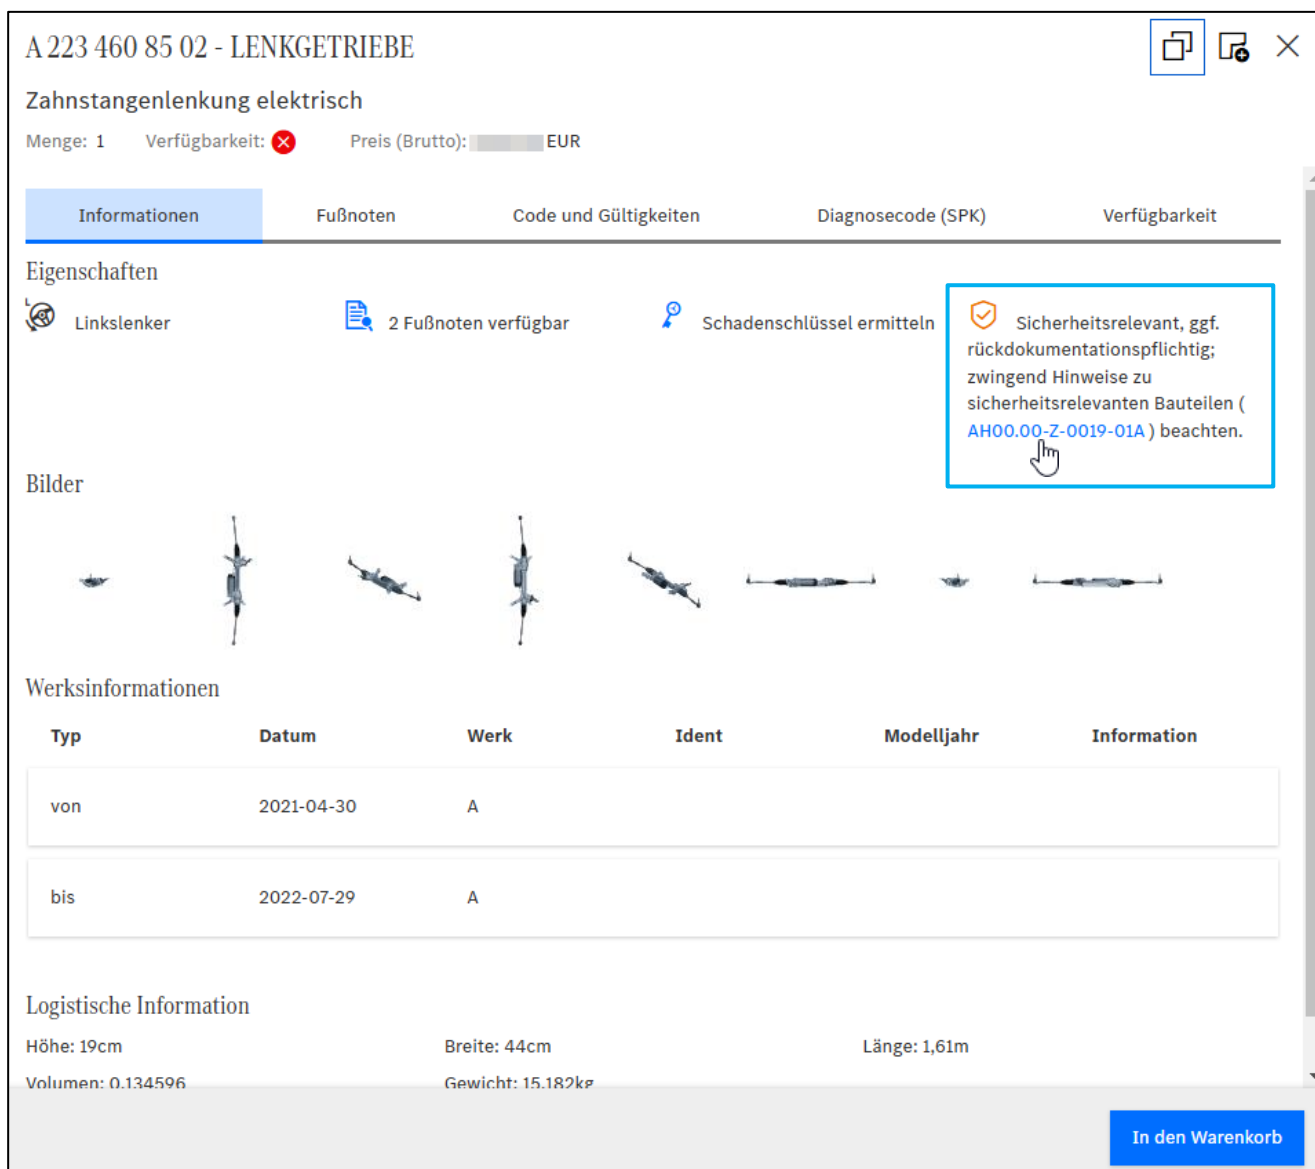 A 223 460 85 02 - LENKGETRIEBE
Zahnstangenlenkung elektrisch
Menge: 1 Verfügbarkeit: Preis (Brutto): EUR
Informationen Fußnoten Code und Gültigkeiten Diagnosecode (SPK) Verfügbarkeit
Eigenschaften
Linkslenker
2 Fußnoten verfügbar
Schadenschlüssel ermitteln
Sicherheitsrelevant, ggf.
rückdokumentationspflichtig;
zwingend Hinweise zu
sicherheitsrelevanten Bauteilen (
AH00.00-Z-0019-01A ) beachten.
Bilder
Werksinformationen
Typ Datum Werk Ident Modelljahr Information
von 2021-04-30 A
bis 2022-07-29 A
Logistische Information
Höhe: 19cm Breite: 44cm Länge: 1,61m
Volumen: 0.134596 Gewicht: 15.182kg
In den Warenkorb